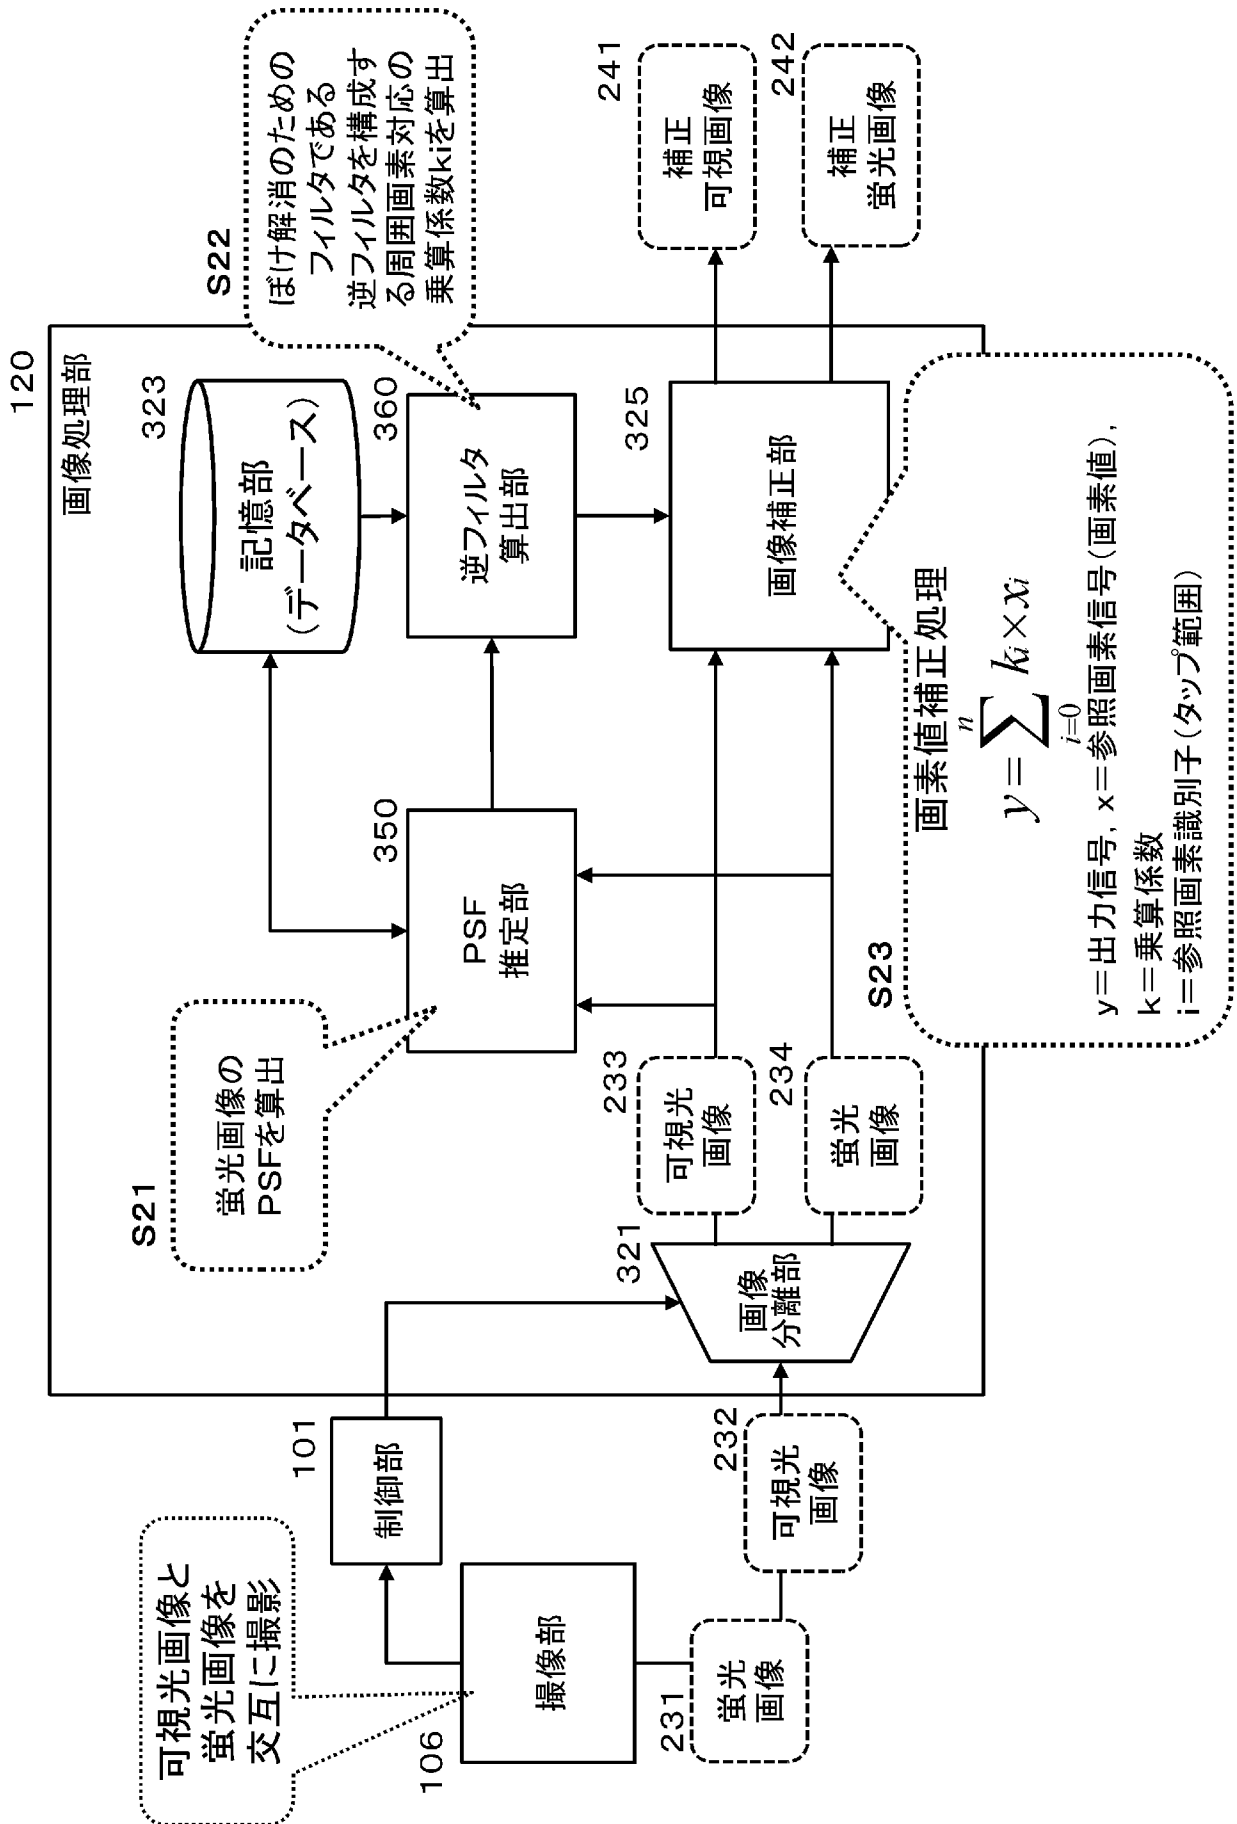 120
画像処理部
可視光画像と
蛍光画像を
交互に撮影
106
撮像部
101
制御部
231
蛍光
画像
232
可視光
画像
321
画像
分離部
233
可視光
画像
234
蛍光
画像
S21
蛍光画像の
PSFを算出
350
PSF
推定部
323
記憶部
(データベース)
360
逆フィルタ
算出部
S22
ぼけ解消のための
フィルタである
逆フィルタを構成す
る周囲画素対応の
乗算係数kiを算出
325
画像補正部
241
補正
可視画像
242
補正
蛍光画像
S23
画素値補正処理
y=∑_{i=0}^{n} k_i×x_i
y=出力信号, x=参照画素信号(画素値),
k=乗算係数
i=参照画素識別子(タップ範囲)